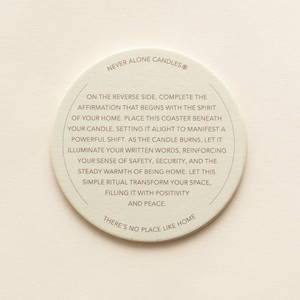 NEVER ALONE CANDLES®
ON THE REVERSE SIDE, COMPLETE THE
AFFIRMATION THAT BEGINS WITH THE SPIRIT
OF YOUR HOME. PLACE THIS COASTER BENEATH
YOUR CANDLE, SETTING IT ALIGHT TO MANIFEST A
POWERFUL SHIFT. AS THE CANDLE BURNS, LET IT
ILLUMINATE YOUR WRITTEN WORDS, REINFORCING
YOUR SENSE OF SAFETY, SECURITY, AND THE
STEADY WARMTH OF BEING HOME. LET THIS
SIMPLE RITUAL TRANSFORM YOUR SPACE,
FILLING IT WITH POSITIVITY
AND PEACE.
THERE'S NO PLACE LIKE HOME